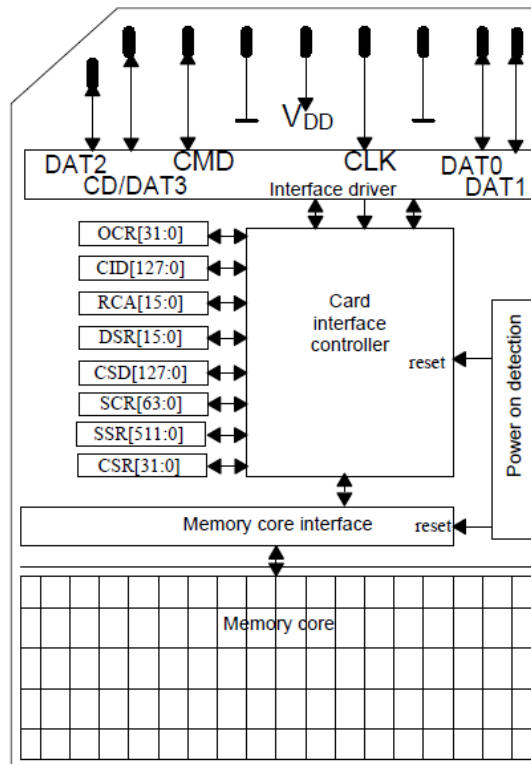 V_DD
DAT2 CMD CLK DAT0
CD/DAT3 DAT1
Interface driver
OCR[31:0]
CID[127:0]
RCA[15:0]
DSR[15:0]
CSD[127:0]
SCR[63:0]
SSR[511:0]
CSR[31:0]
Card
interface
controller
reset
Power on detection
Memory core interface
reset
Memory core